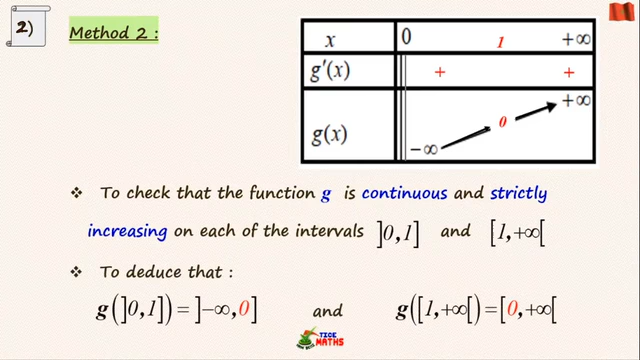 2)
Method 2 :
x 0 1 +∞
g'(x) + +
g(x) −∞ 0 +∞
❖ To check that the function g is continuous and strictly
increasing on each of the intervals ]0,1] and [1,+∞[
❖ To deduce that :
g(]0,1])=]−∞,0] and g([1,+∞[)=[0,+∞[
TICE
MATHS